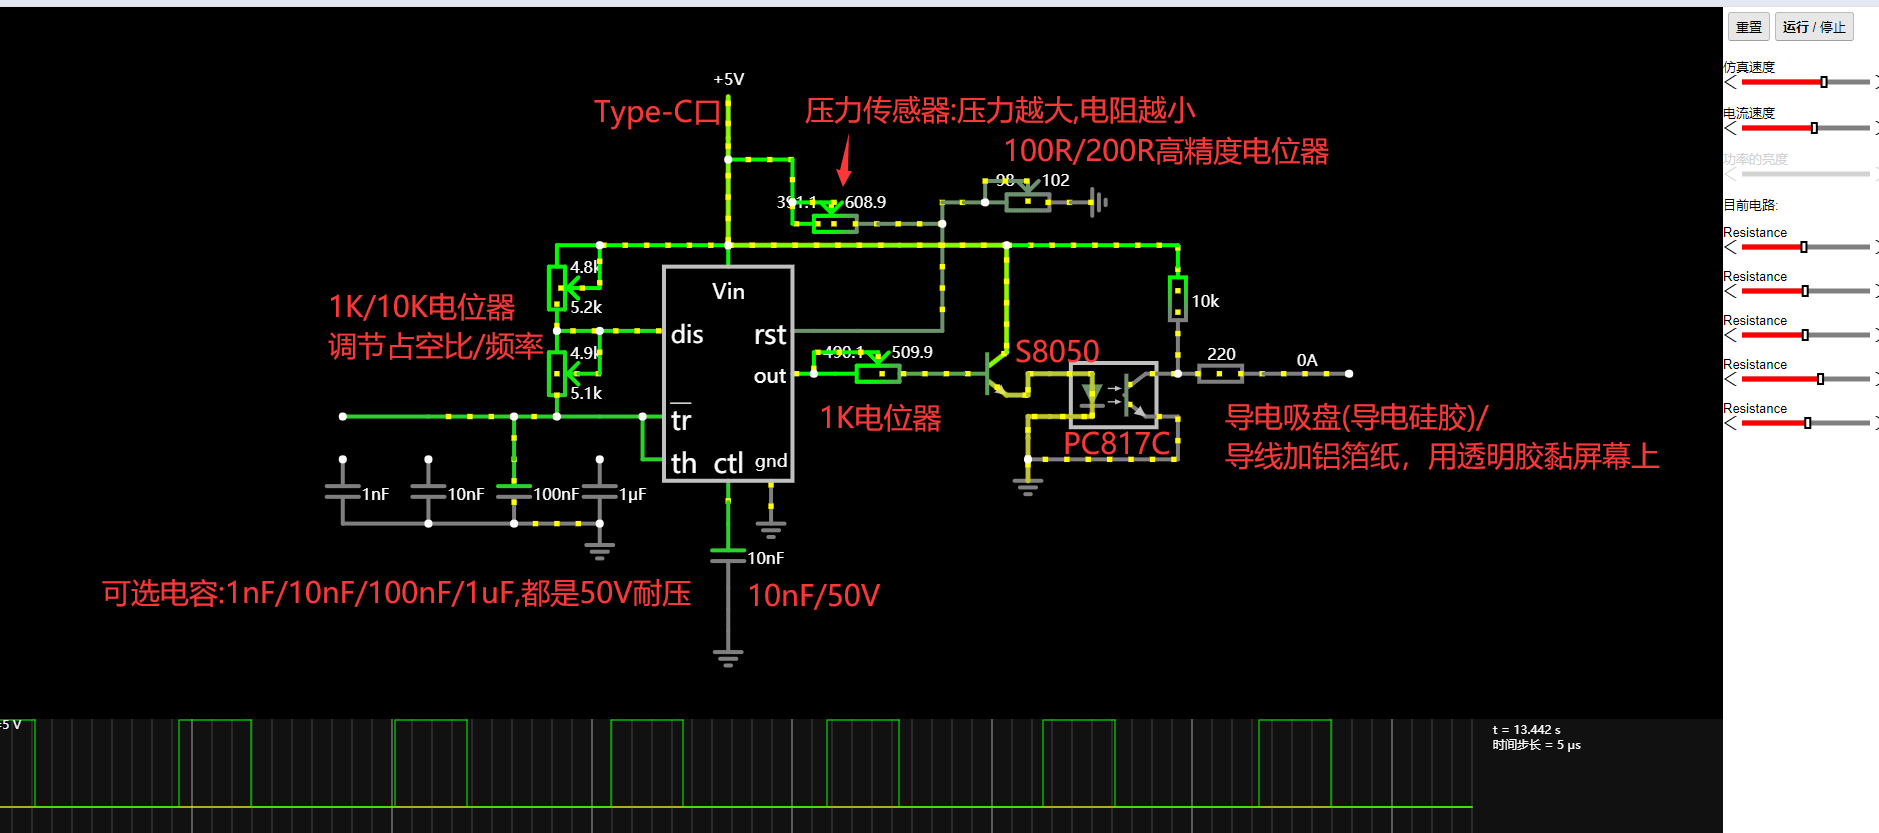 重置
运行 / 停止
仿真速度
电流速度
功率的亮度
目前电路:
Resistance
Resistance
Resistance
Resistance
Resistance
+5V
Type-C口
压力传感器:压力越大,电阻越小
100R/200R高精度电位器
98
102
391.1
608.9
4.8k
5.2k
1K/10K电位器
调节占空比/频率
4.9k
5.1k
Vin
dis
rst
out
tr
th
ctl
gnd
490.1
509.9
1K电位器
S8050
PC817C
10k
220
0A
导电吸盘(导电硅胶)/
导线加铝箔纸，用透明胶黏屏幕上
1nF
10nF
100nF
1µF
10nF
可选电容:1nF/10nF/100nF/1uF,都是50V耐压
10nF/50V
+5 V
t = 13.442 s
时间步长 = 5 µs